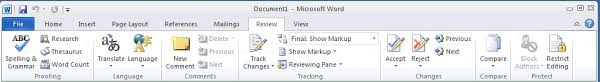 Document1 - Microsoft Word
File Home Insert Page Layout References Mailings Review View
ABC Research Delete Final: Show Markup Previous
Thesaurus Previous Show Markup Next
Spelling & Grammar Word Count Translate Language New Comment Next Track Changes Reviewing Pane Accept Reject Compare Block Authors Restrict Editing
Proofing Language Comments Tracking Changes Compare Protect